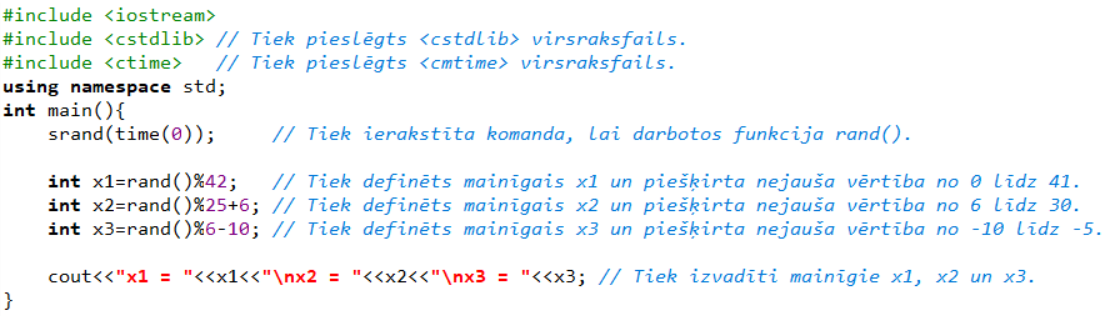 #include <iostream>
#include <cstdlib> // Tiek pieslēgts <cstdlib> virsraksfails.
#include <ctime>   // Tiek pieslēgts <cmtime> virsraksfails.
using namespace std;
int main(){
    srand(time(0));      // Tiek ierakstīta komanda, lai darbotos funkcija rand().
    int x1=rand()%42;   // Tiek definēts mainīgais x1 un piešķirta nejauša vērtība no 0 līdz 41.
    int x2=rand()%25+6; // Tiek definēts mainīgais x2 un piešķirta nejauša vērtība no 6 līdz 30.
    int x3=rand()%6-10; // Tiek definēts mainīgais x3 un piešķirta nejauša vērtība no -10 līdz -5.
    cout<<"x1 = "<<x1<<"\nx2 = "<<x2<<"\nx3 = "<<x3; // Tiek izvadīti mainīgie x1, x2 un x3.
}